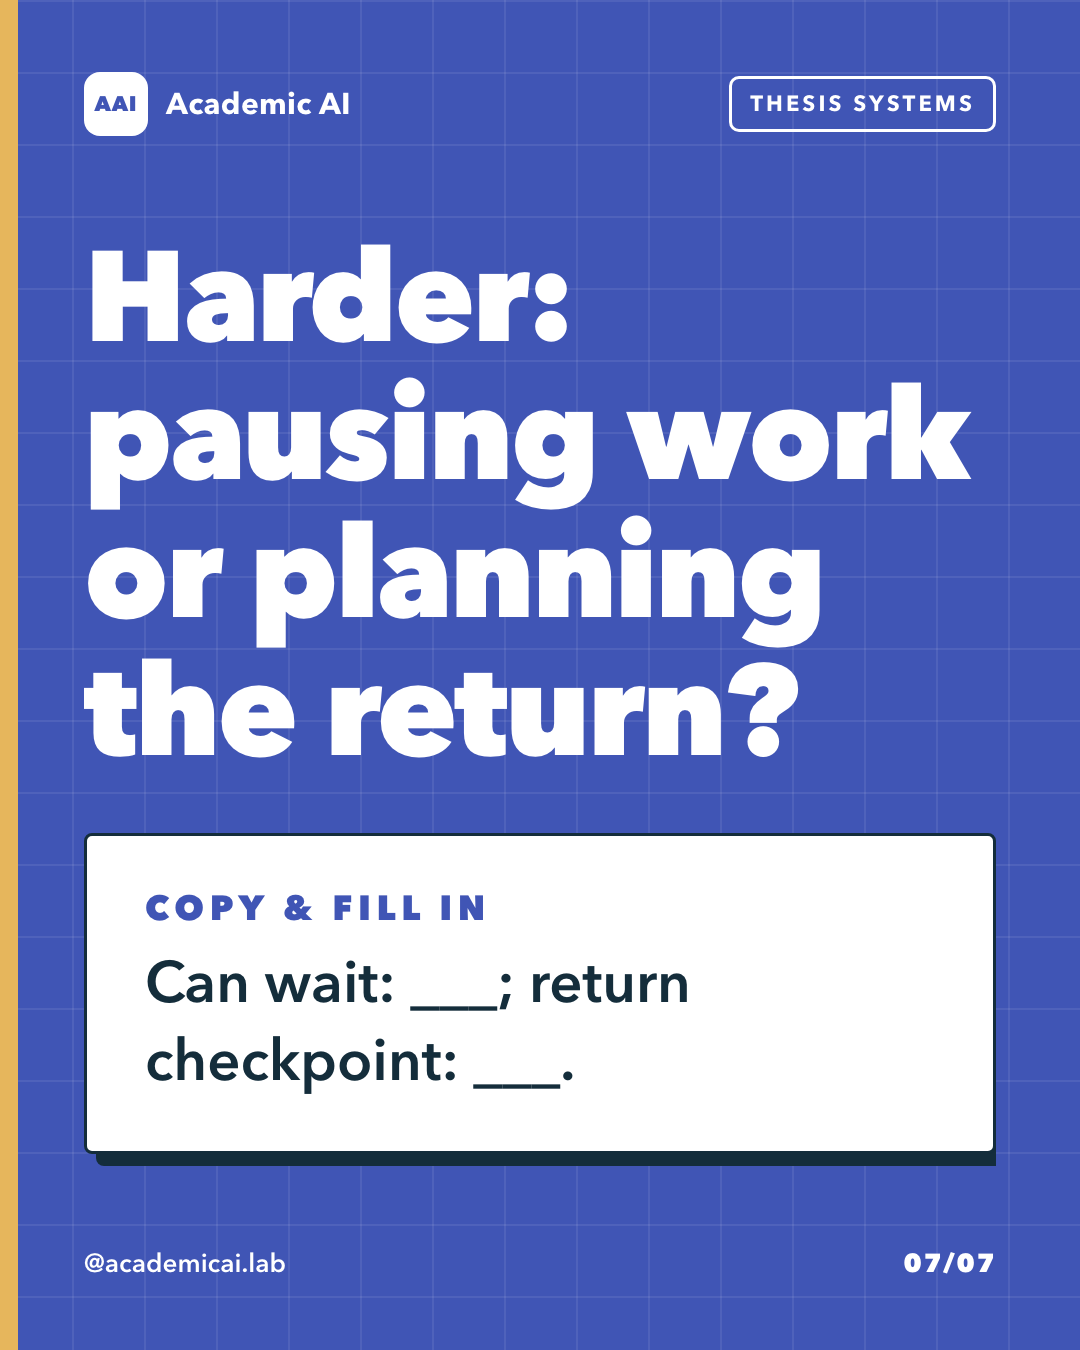 AAI Academic AI
THESIS SYSTEMS
Harder:
pausing work
or planning
the return?
COPY & FILL IN
Can wait: ___; return
checkpoint: ___.
@academicai.lab
07/07